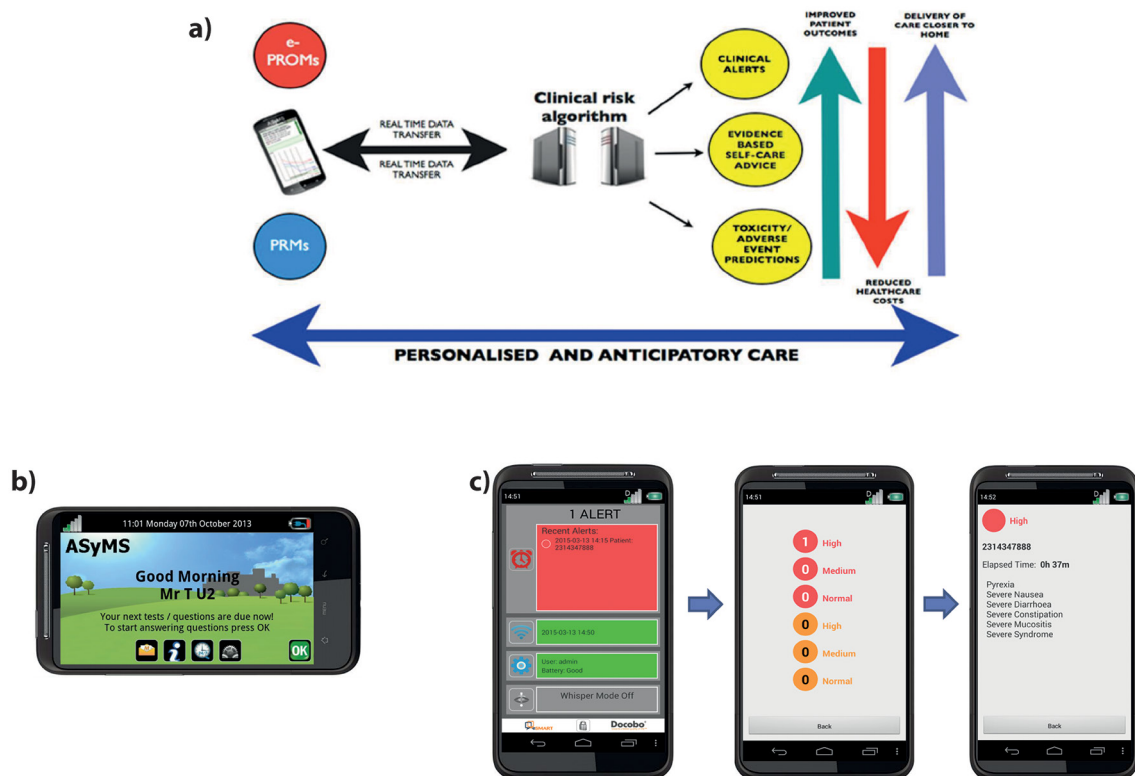 a)
e-
PROMs
ASyMS
PRMs
REAL TIME DATA
TRANSFER
REAL TIME DATA
TRANSFER
Clinical risk
algorithm
CLINICAL
ALERTS
EVIDENCE
BASED
SELF-CARE
ADVICE
TOXICITY/
ADVERSE
EVENT
PREDICTIONS
IMPROVED
PATIENT
OUTCOMES
DELIVERY OF
CARE CLOSER TO
HOME
REDUCED
HEALTHCARE
COSTS
PERSONALISED AND ANTICIPATORY CARE
b)
11:01 Monday 07th October 2013
ASyMS
Good Morning
Mr T U2
Your next tests / questions are due now!
To start answering questions press OK
OK
menu
c)
14:51
D
1 ALERT
Recent Alerts:
2015-03-13 14:15 Patient:
2314347888
2015-03-13 14:50
User: admin
Battery: Good
Whisper Mode Off
eSMART
Docobo
14:51
D
1 High
0 Medium
0 Normal
0 High
0 Medium
0 Normal
Back
14:52
D
High
2314347888
Elapsed Time: 0h 37m
Pyrexia
Severe Nausea
Severe Diarrhoea
Severe Constipation
Severe Mucositis
Severe Syndrome
Back